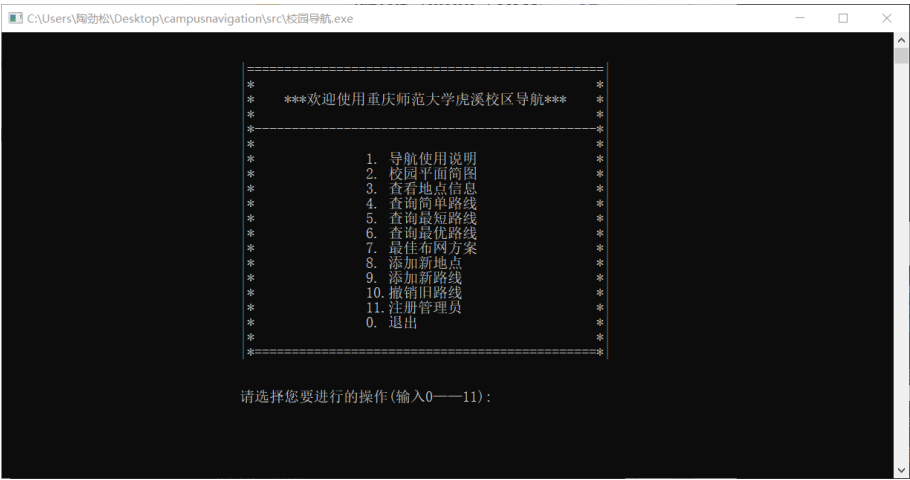 C:\Users\陶劲松\Desktop\campusnavigation\src\校园导航.exe
|================================================|
* *
* ***欢迎使用重庆师范大学虎溪校区导航*** *
* *
*----------------------------------------------*
* *
* 1. 导航使用说明 *
* 2. 校园平面简图 *
* 3. 查看地点信息 *
* 4. 查询简单路线 *
* 5. 查询最短路线 *
* 6. 查询最优路线 *
* 7. 最佳布网方案 *
* 8. 添加新地点 *
* 9. 添加新路线 *
* 10.撤销旧路线 *
* 11.注册管理员 *
* 0. 退出 *
* *
*==============================================*
请选择您要进行的操作(输入0——11):